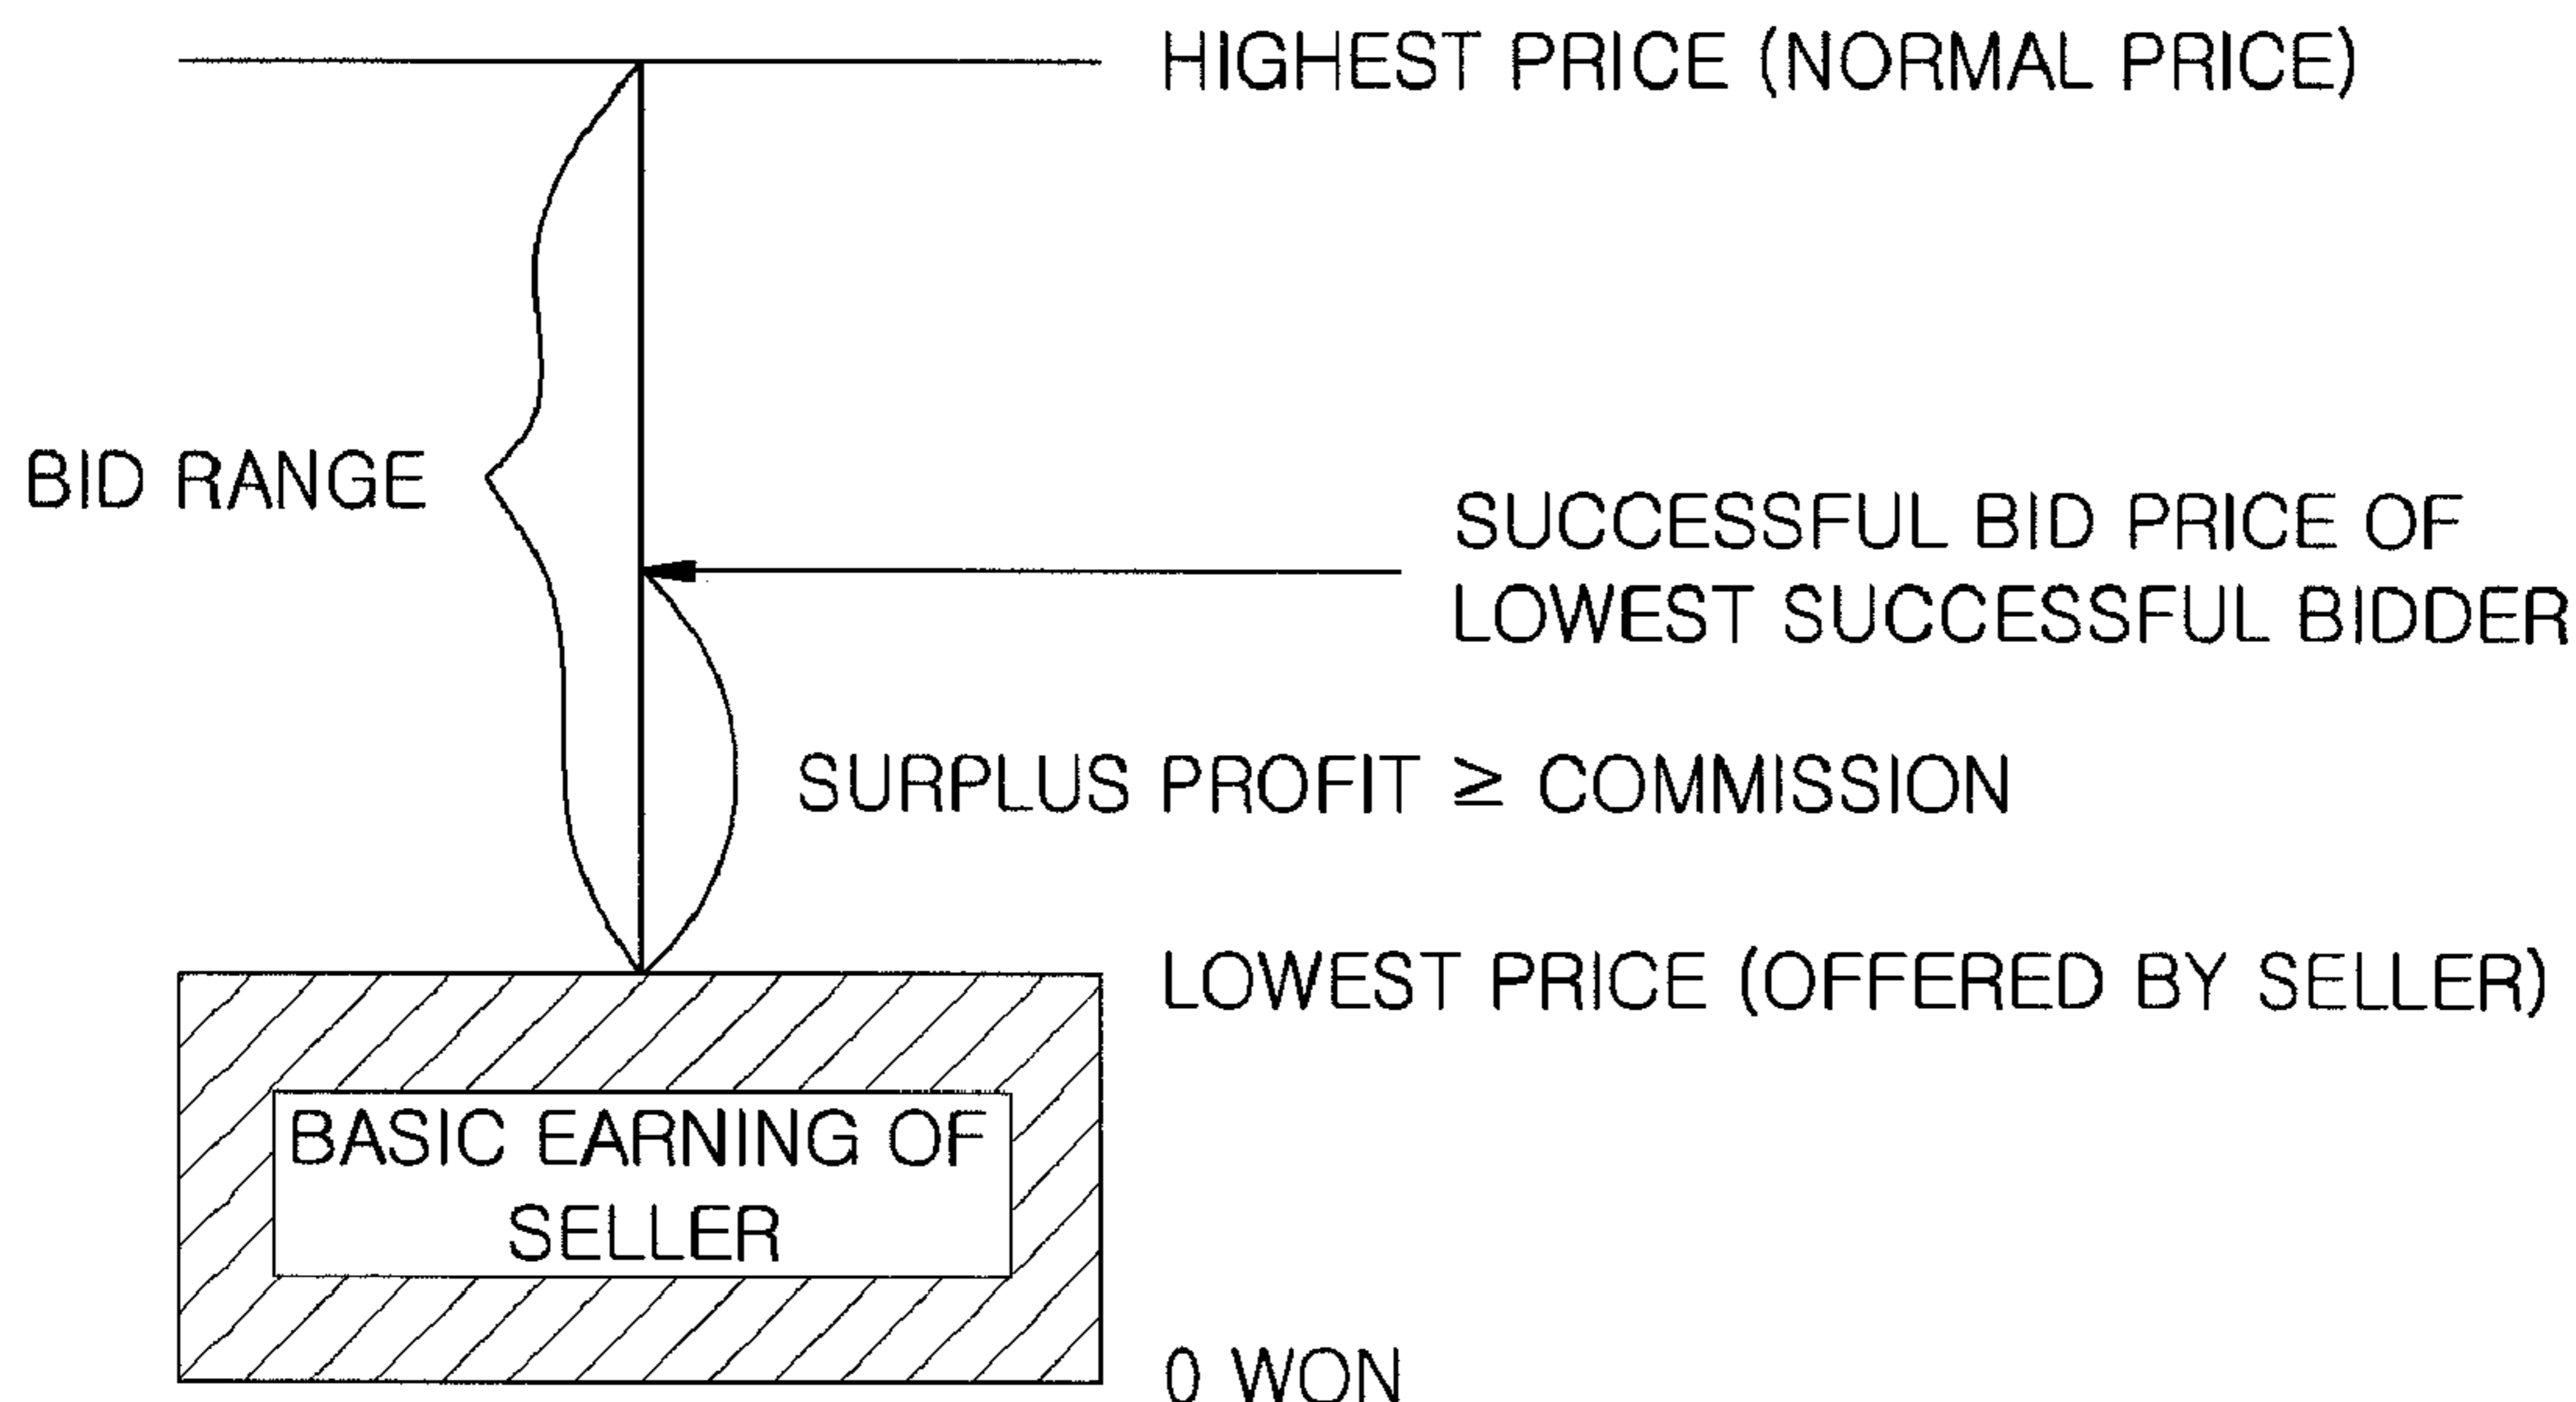 HIGHEST PRICE (NORMAL PRICE)
BID RANGE
SUCCESSFUL BID PRICE OF
LOWEST SUCCESSFUL BIDDER
SURPLUS PROFIT ≥ COMMISSION
LOWEST PRICE (OFFERED BY SELLER)
BASIC EARNING OF
SELLER
0 WON